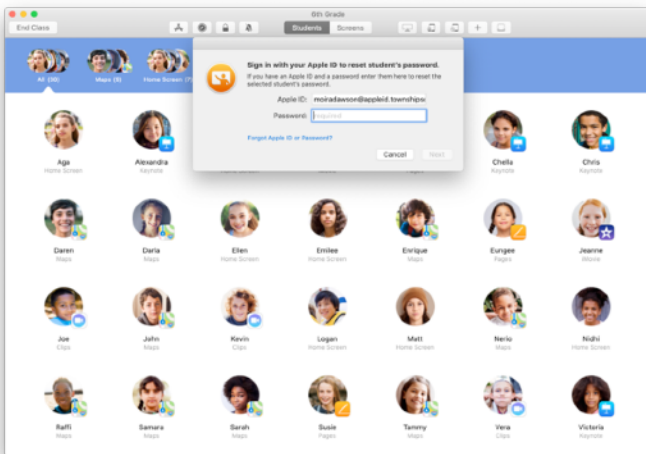 6th Grade
End Class
Students
Screens
All (30)
Maps (9)
Home Screen (7)
Sign in with your Apple ID to reset student's password.
If you have an Apple ID and a password enter them here to reset the
selected student's password.
Apple ID: moiradawson@appleid.townships
Password: required
Forgot Apple ID or Password?
Cancel
Next
Aga
Alexandra
Chella
Chris
Home Screen
Keynote
Keynote
Keynote
Daren
Darla
Ellen
Emilee
Enrique
Eungee
Jeanne
Maps
Maps
Home Screen
Home Screen
Maps
Pages
iMovie
Joe
John
Kevin
Logan
Matt
Nerio
Nidhi
Clips
Maps
Clips
Home Screen
Home Screen
Maps
Home Screen
Raffi
Samara
Sarah
Susie
Tammy
Vera
Victoria
Maps
Maps
Maps
Pages
Maps
Clips
Keynote